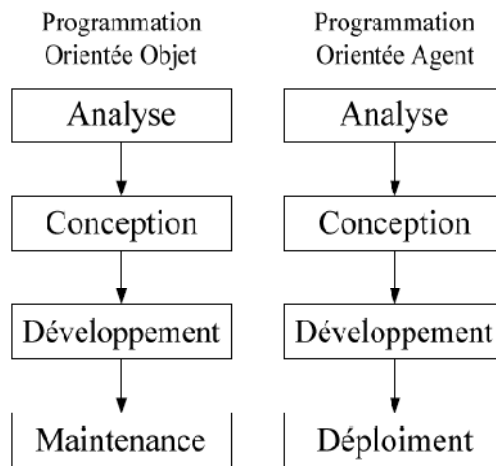 Programmation
Orientée Objet
Analyse
Conception
Développement
Maintenance
Programmation
Orientée Agent
Analyse
Conception
Développement
Déploiment